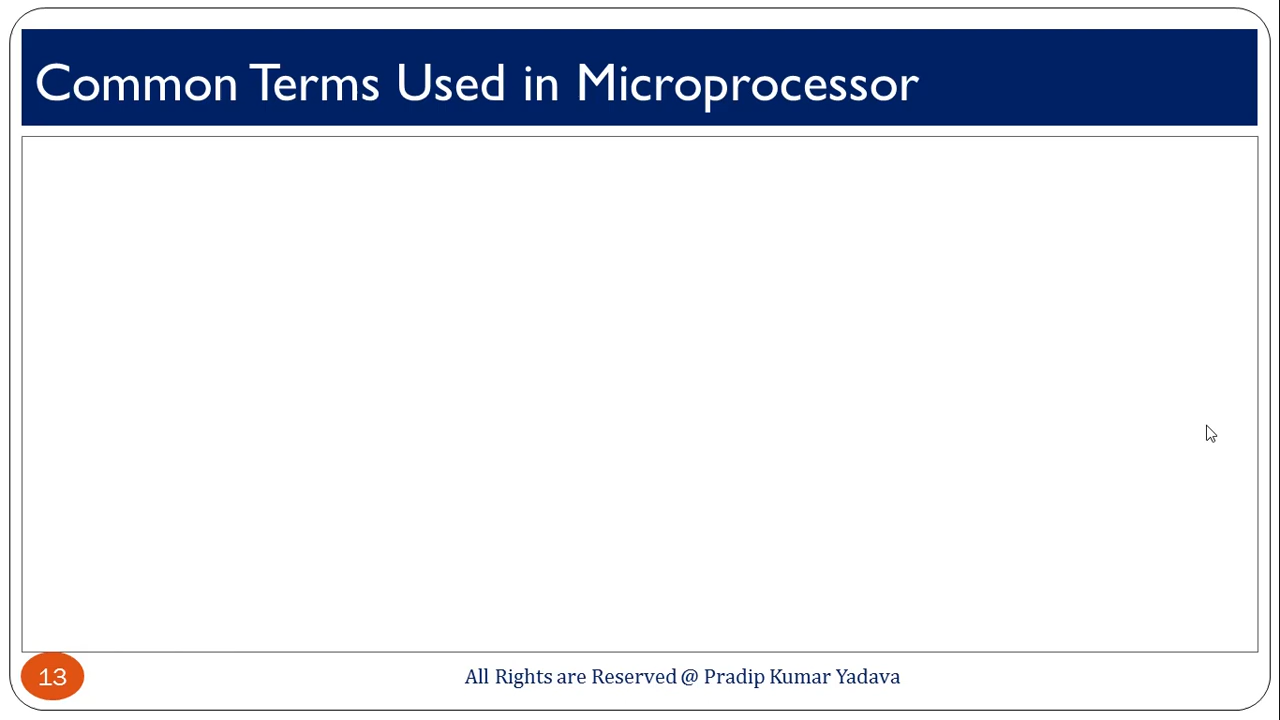 Common Terms Used in Microprocessor
13
All Rights are Reserved @ Pradip Kumar Yadava